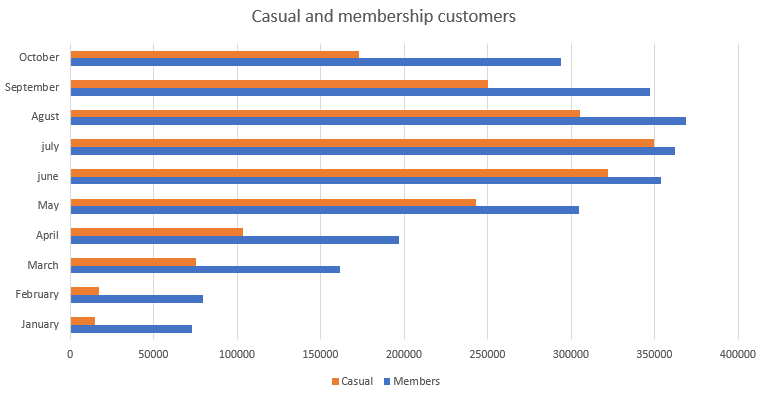 Casual and membership customers
October
September
Agust
july
june
May
April
March
February
January
0 50000 100000 150000 200000 250000 300000 350000 400000
Casual Members